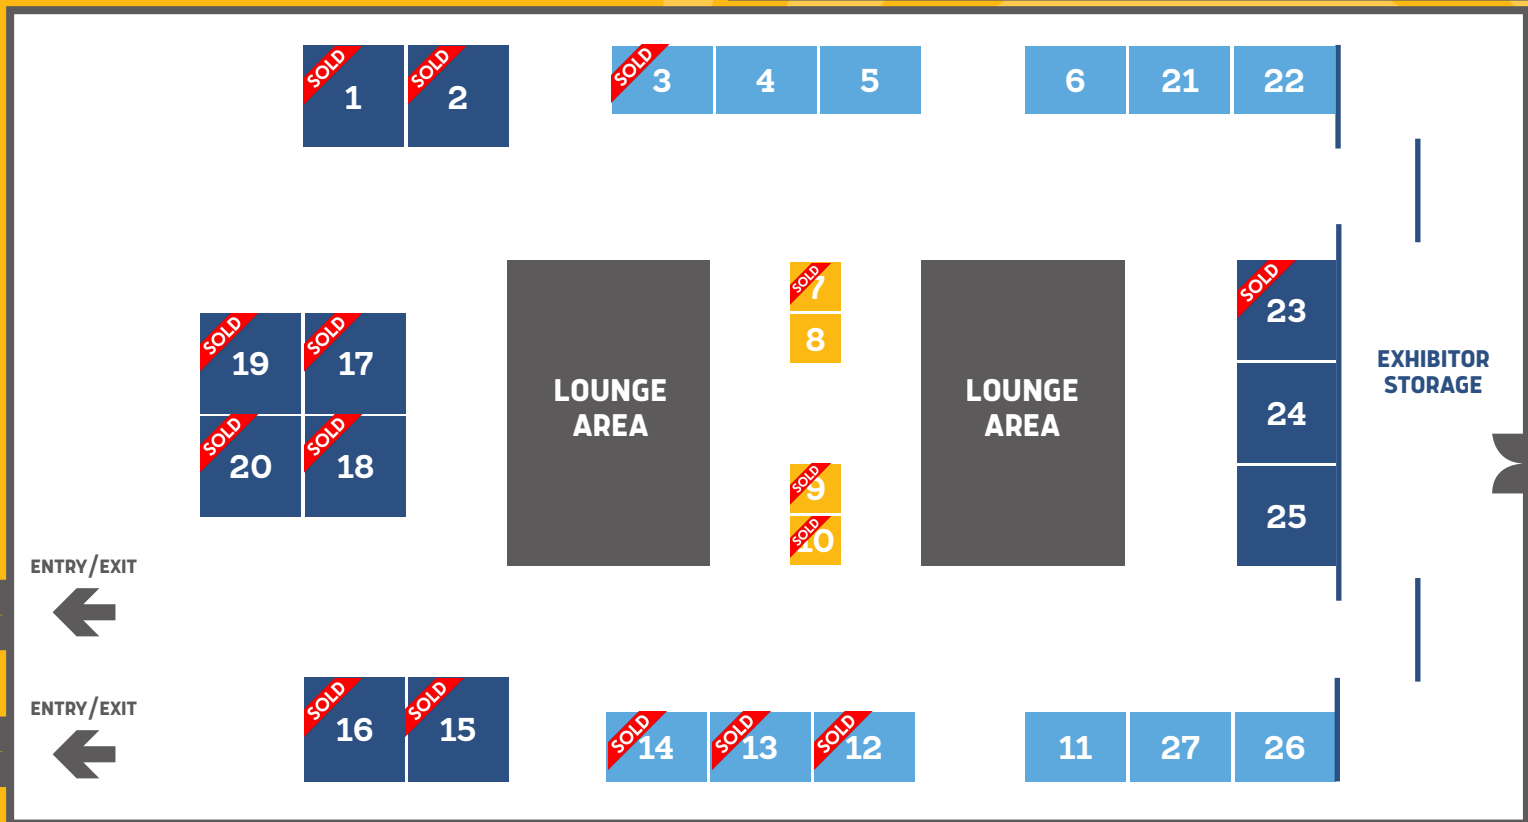 SOLD
1
SOLD
2
SOLD
3
4
5
6
21
22
SOLD
7
8
SOLD
23
SOLD
19
SOLD
17
LOUNGE
AREA
LOUNGE
AREA
24
EXHIBITOR
STORAGE
SOLD
20
SOLD
18
SOLD
9
SOLD
10
25
ENTRY/EXIT
ENTRY/EXIT
SOLD
16
SOLD
15
SOLD
14
SOLD
13
SOLD
12
11
27
26